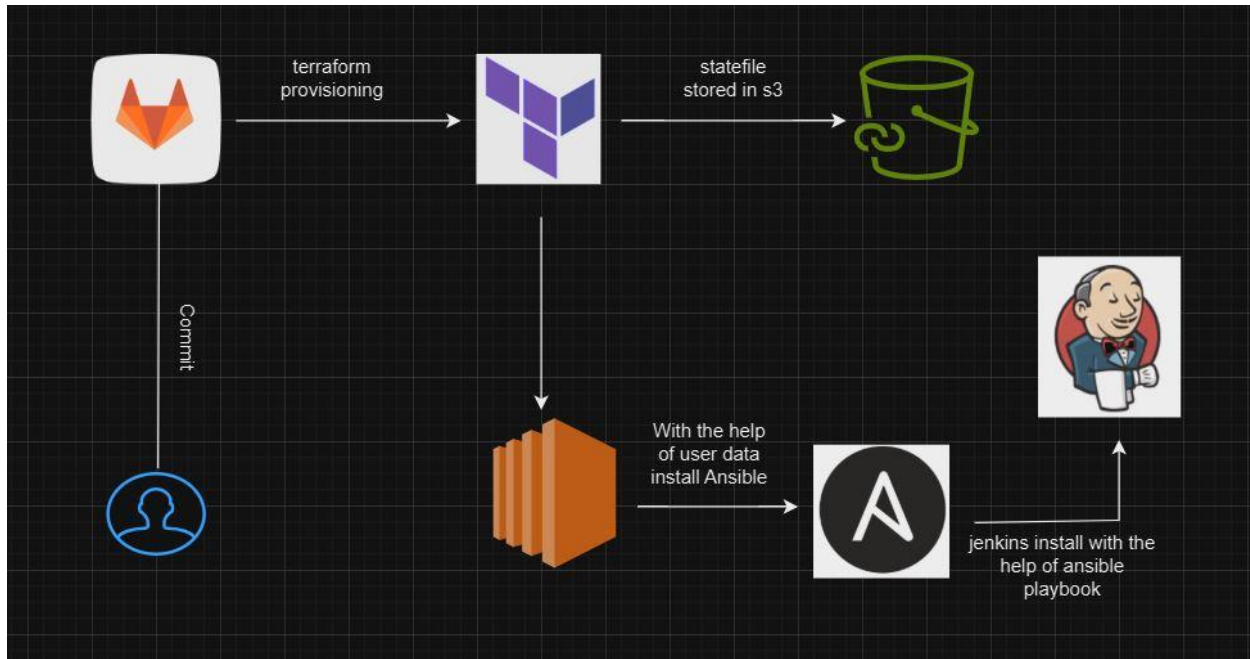 terraform
provisioning
statefile
stored in s3
Commit
With the help
of user data
install Ansible
jenkins install with the
help of ansible
playbook